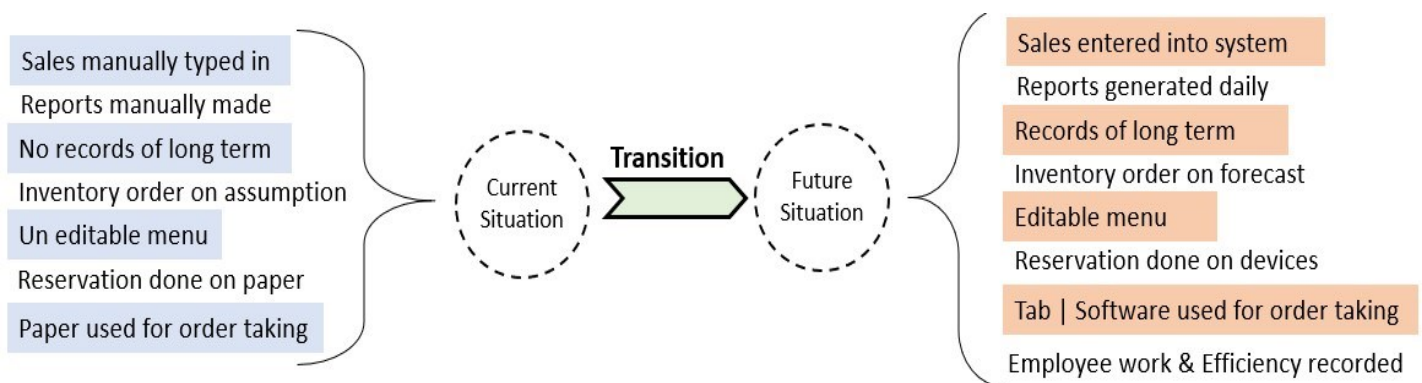 Sales manually typed in
Reports manually made
No records of long term
Inventory order on assumption
Un editable menu
Reservation done on paper
Paper used for order taking
Current
Situation
Transition
Future
Situation
Sales entered into system
Reports generated daily
Records of long term
Inventory order on forecast
Editable menu
Reservation done on devices
Tab | Software used for order taking
Employee work & Efficiency recorded